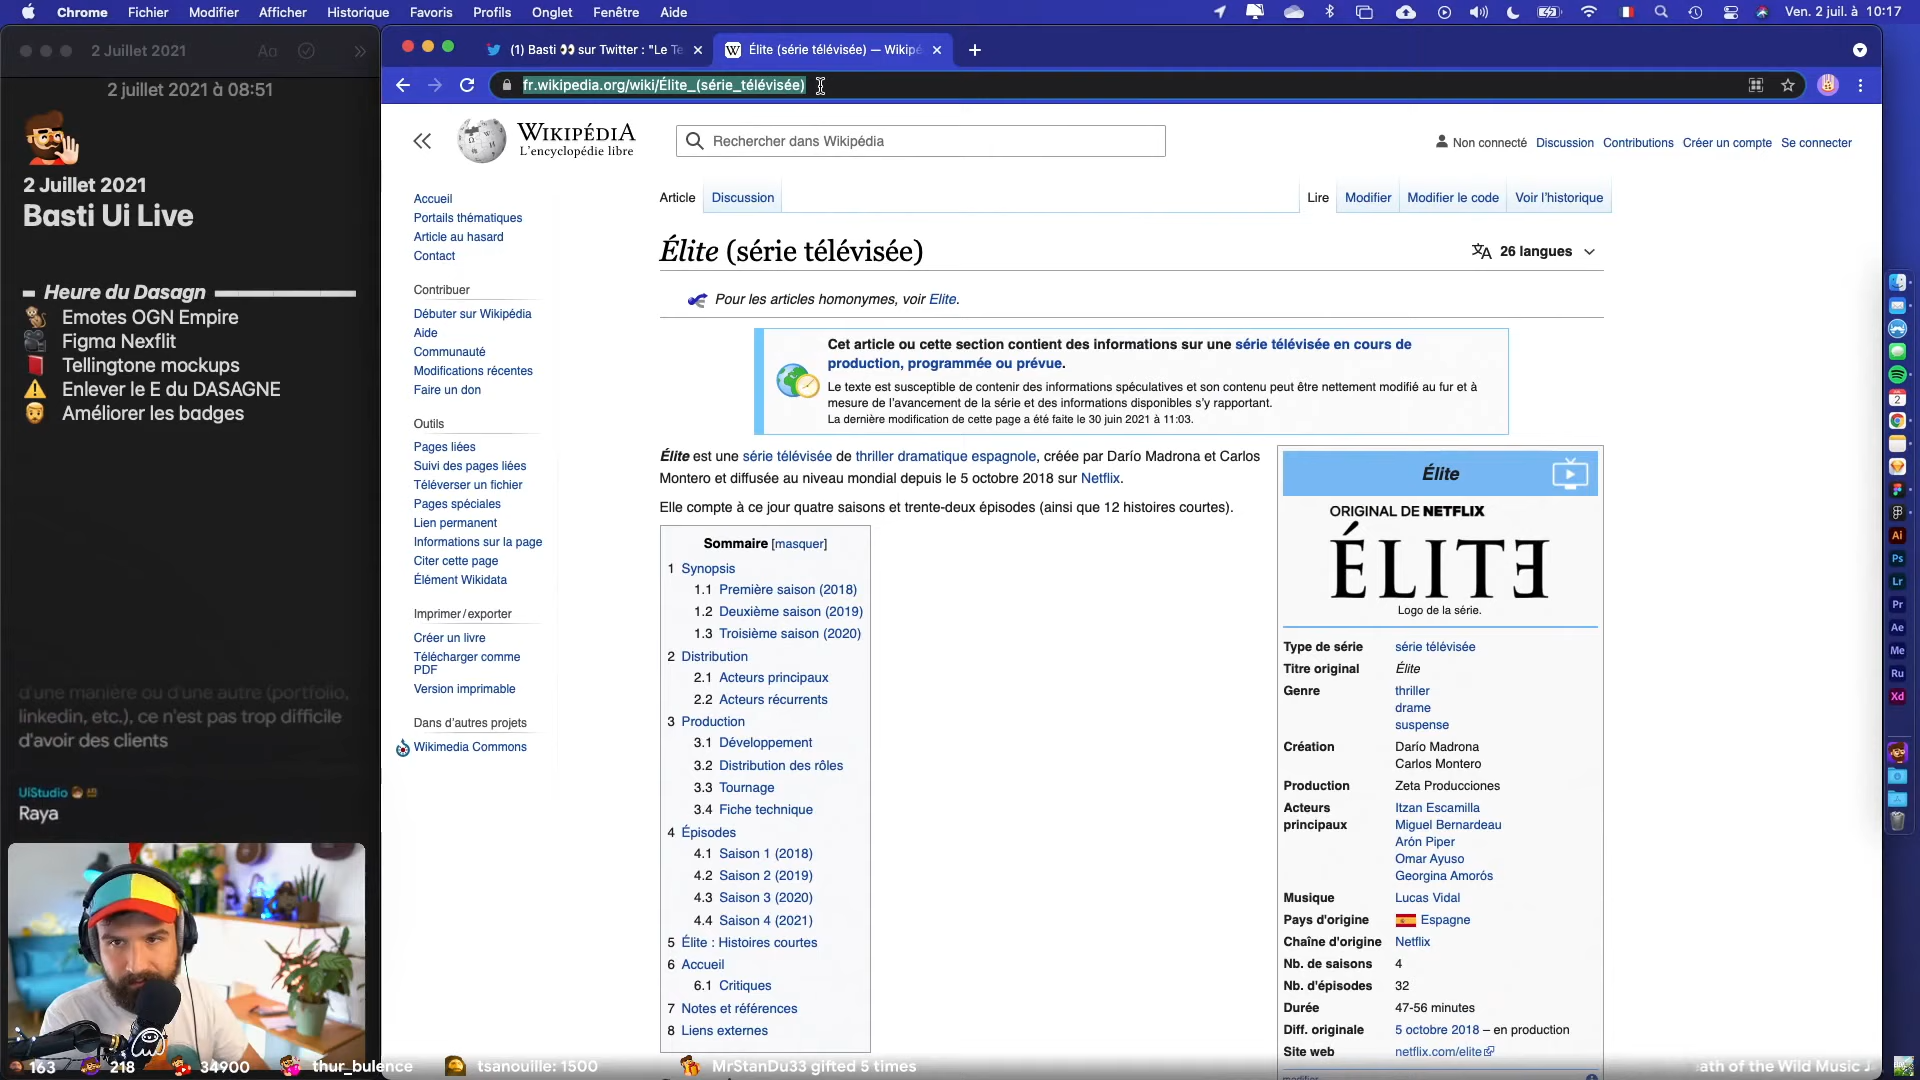 Chrome Fichier Modifier Afficher Historique Favoris Profils Onglet Fenêtre Aide
Ven. 2 juil. à 10:17
2 Juillet 2021
Aa
(1) Basti 👀 sur Twitter : "Le Te
Élite (série télévisée) — Wikipé
2 juillet 2021 à 08:51
fr.wikipedia.org/wiki/Élite_(série_télévisée)
2 Juillet 2021
Basti Ui Live
Heure du Dasagn
Emotes OGN Empire
Figma Nexflit
Tellingtone mockups
Enlever le E du DASAGNE
Améliorer les badges
d'une manière ou d'une autre (portfolio,
linkedin, etc.), ce n'est pas trop difficile
d'avoir des clients
UiStudio
Raya
WIKIPÉDIA
L'encyclopédie libre
Rechercher dans Wikipédia
Non connecté Discussion Contributions Créer un compte Se connecter
Accueil
Portails thématiques
Article au hasard
Contact
Contribuer
Débuter sur Wikipédia
Aide
Communauté
Modifications récentes
Faire un don
Outils
Pages liées
Suivi des pages liées
Téléverser un fichier
Pages spéciales
Lien permanent
Informations sur la page
Citer cette page
Élément Wikidata
Imprimer / exporter
Créer un livre
Télécharger comme
PDF
Version imprimable
Dans d'autres projets
Wikimedia Commons
Article Discussion
Lire Modifier Modifier le code Voir l'historique
Élite (série télévisée)
26 langues
Pour les articles homonymes, voir Elite.
Cet article ou cette section contient des informations sur une série télévisée en cours de
production, programmée ou prévue.
Le texte est susceptible de contenir des informations spéculatives et son contenu peut être nettement modifié au fur et à
mesure de l'avancement de la série et des informations disponibles s'y rapportant.
La dernière modification de cette page a été faite le 30 juin 2021 à 11:03.
Élite est une série télévisée de thriller dramatique espagnole, créée par Darío Madrona et Carlos
Montero et diffusée au niveau mondial depuis le 5 octobre 2018 sur Netflix.
Elle compte à ce jour quatre saisons et trente-deux épisodes (ainsi que 12 histoires courtes).
Sommaire [masquer]
1 Synopsis
1.1 Première saison (2018)
1.2 Deuxième saison (2019)
1.3 Troisième saison (2020)
2 Distribution
2.1 Acteurs principaux
2.2 Acteurs récurrents
3 Production
3.1 Développement
3.2 Distribution des rôles
3.3 Tournage
3.4 Fiche technique
4 Épisodes
4.1 Saison 1 (2018)
4.2 Saison 2 (2019)
4.3 Saison 3 (2020)
4.4 Saison 4 (2021)
5 Élite : Histoires courtes
6 Accueil
6.1 Critiques
7 Notes et références
8 Liens externes
Élite
ORIGINAL DE NETFLIX
ÉLITE
Logo de la série.
Type de série série télévisée
Titre original Élite
Genre thriller
drame
suspense
Création Darío Madrona
Carlos Montero
Production Zeta Producciones
Acteurs principaux Itzan Escamilla
Miguel Bernardeau
Arón Piper
Omar Ayuso
Georgina Amorós
Musique Lucas Vidal
Pays d'origine Espagne
Chaîne d'origine Netflix
Nb. de saisons 4
Nb. d'épisodes 32
Durée 47-56 minutes
Diff. originale 5 octobre 2018 – en production
Site web netflix.com/elite
2
Ai
Ps
Lr
Pr
Ae
Me
Ru
Xd
163 218 34900 thur_bulence tsanouille: 1500 MrStanDu33 gifted 5 times
eath of the Wild Music